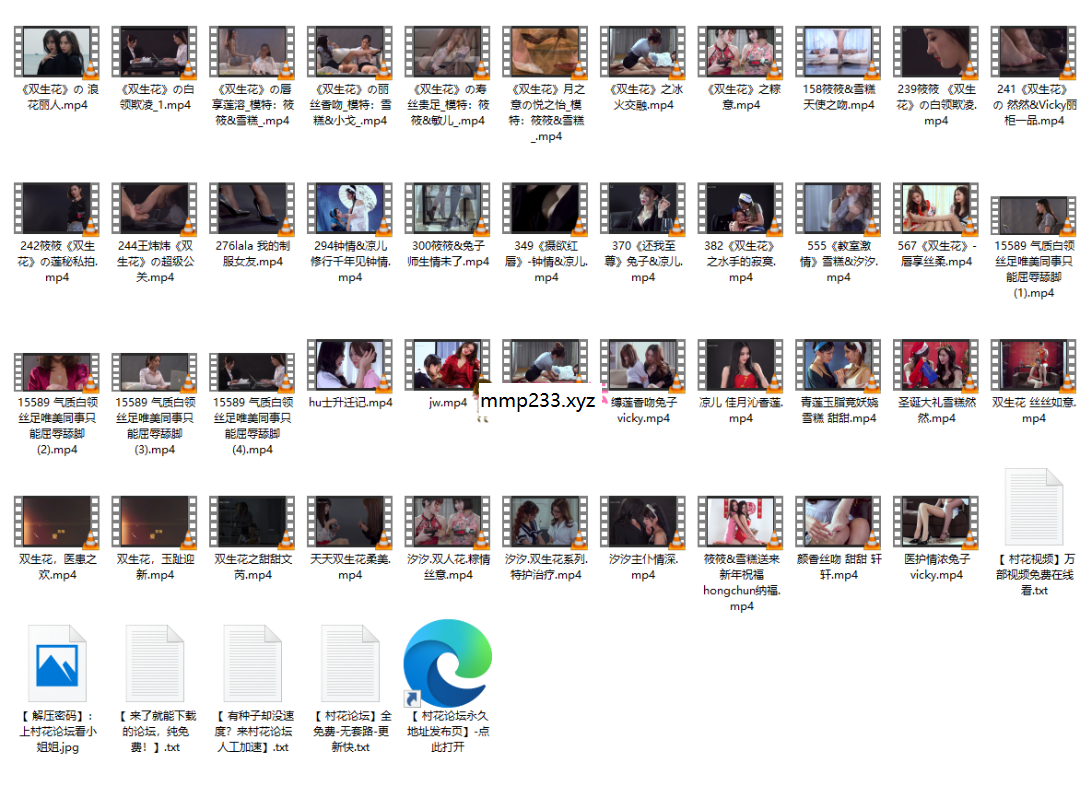 《双生花》の 浪
花丽人.mp4
《双生花》の白
领欺凌_1.mp4
《双生花》の唇
享莲溶_模特：筱
筱&雪糕_.mp4
《双生花》の丽
丝香吻_模特：雪
糕&小戈_.mp4
《双生花》の寿
丝贵足_模特：筱
筱&敏儿_.mp4
《双生花》月之
意の悦之怡_模
特：筱筱&雪糕
_.mp4
《双生花》之冰
火交融.mp4
《双生花》之粽
意.mp4
158筱筱&雪糕
天使之吻.mp4
239筱筱 《双生
花》の白领欺凌.
mp4
241《双生花》
の 然然&Vicky丽
柜一品.mp4
242筱筱《双生
花》の莲秘私拍.
mp4
244王炜炜《双
生花》の超级公
关.mp4
276lala 我的制
服女友.mp4
294钟情&凉儿
修行千年见钟情.
mp4
300筱筱&兔子
师生情未了.mp4
349《摄欲红
唇》-钟情&凉儿.
mp4
370《还我至
尊》兔子&凉儿.
mp4
382《双生花》
之水手的寂寞.
mp4
555《教室激
情》雪糕&汐汐.
mp4
567《双生花》-
唇享丝柔.mp4
15589 气质白领
丝足唯美同事只
能屈辱舔脚
(1).mp4
15589 气质白领
丝足唯美同事只
能屈辱舔脚
(2).mp4
15589 气质白领
丝足唯美同事只
能屈辱舔脚
(3).mp4
15589 气质白领
丝足唯美同事只
能屈辱舔脚
(4).mp4
hu士升迁记.mp4
jw.mp4
mmp233.xyz
缚莲香吻兔子
vicky.mp4
凉儿 佳月沁香莲.
mp4
青莲玉脂竞妖娆
雪糕 甜甜.mp4
圣诞大礼雪糕然
然.mp4
双生花 丝丝如意.
mp4
双生花，医患之
欢.mp4
双生花，玉趾迎
新.mp4
双生花之甜甜文
芮.mp4
天天双生花柔美.
mp4
汐汐.双人花.粽情
丝意.mp4
汐汐.双生花系列.
特护治疗.mp4
汐汐主仆情深.
mp4
筱筱&雪糕送来
新年祝福
hongchun纳福.
mp4
颜香丝吻 甜甜 轩
轩.mp4
医护情浓兔子
vicky.mp4
【 村花视频】万
部视频免费在线
看.txt
【 解压密码】：
上村花论坛看小
姐姐.jpg
【 来了就能下载
的论坛，纯免
费！】.txt
【 有种子却没速
度？来村花论坛
人工加速】.txt
【 村花论坛】全
免费-无套路-更
新快.txt
【 村花论坛永久
地址发布页】-点
此打开